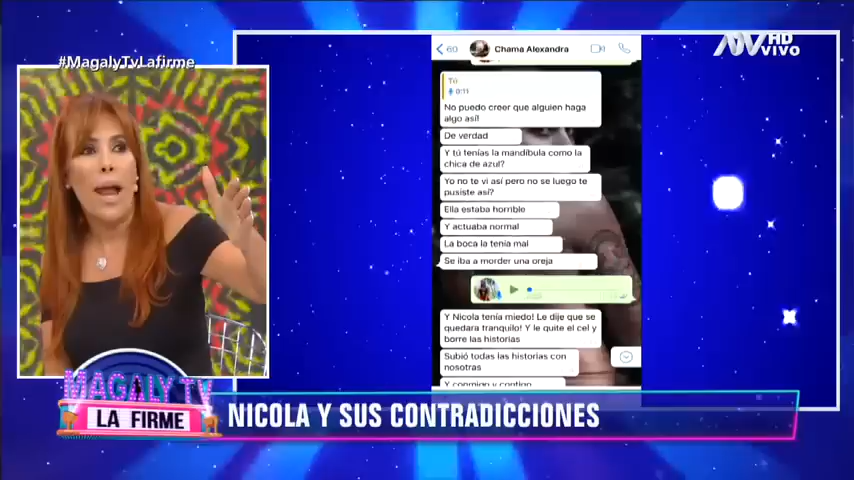 #MagalyTvLafirme
ATV HD
VIVO
60
Chama Alexandra
Tú
0:11
No puedo creer que alguien haga
algo así!
De verdad
Y tú tenías la mandíbula como la
chica de azul?
Yo no te vi así pero no se luego te
pusiste así?
Ella estaba horrible
Y actuaba normal
La boca la tenía mal
Se iba a morder una oreja
Y Nicola tenía miedo! Le dije que se
quedara tranquilo! Y le quite el cel y
borre las historias
Subió todas las historias con
nosotras
Y conmigo y contigo
MAGALY TV
LA FIRME
NICOLA Y SUS CONTRADICCIONES